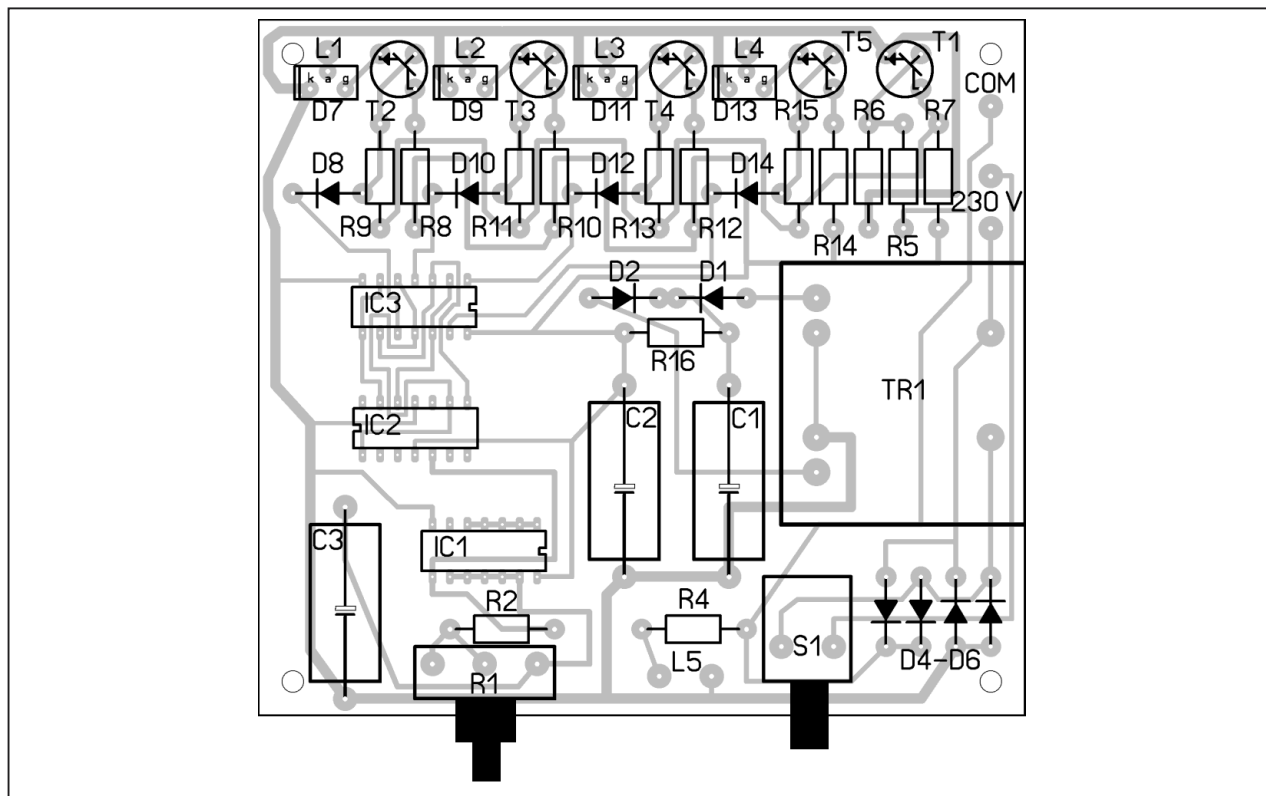 L1 L2 L3 L4 T5 T1
k a g k a g k a g k a g COM
D7 T2 D9 T3 D11 T4 D13 R15 R6 R7
D8 D10 D12 D14
230 V
R9 R8 R11 R10 R13 R12 R14 R5
D2 D1
IC3
R16
TR1
IC2 C2 C1
C3 IC1
R2 R4
S1 D4-D6
L5
R1